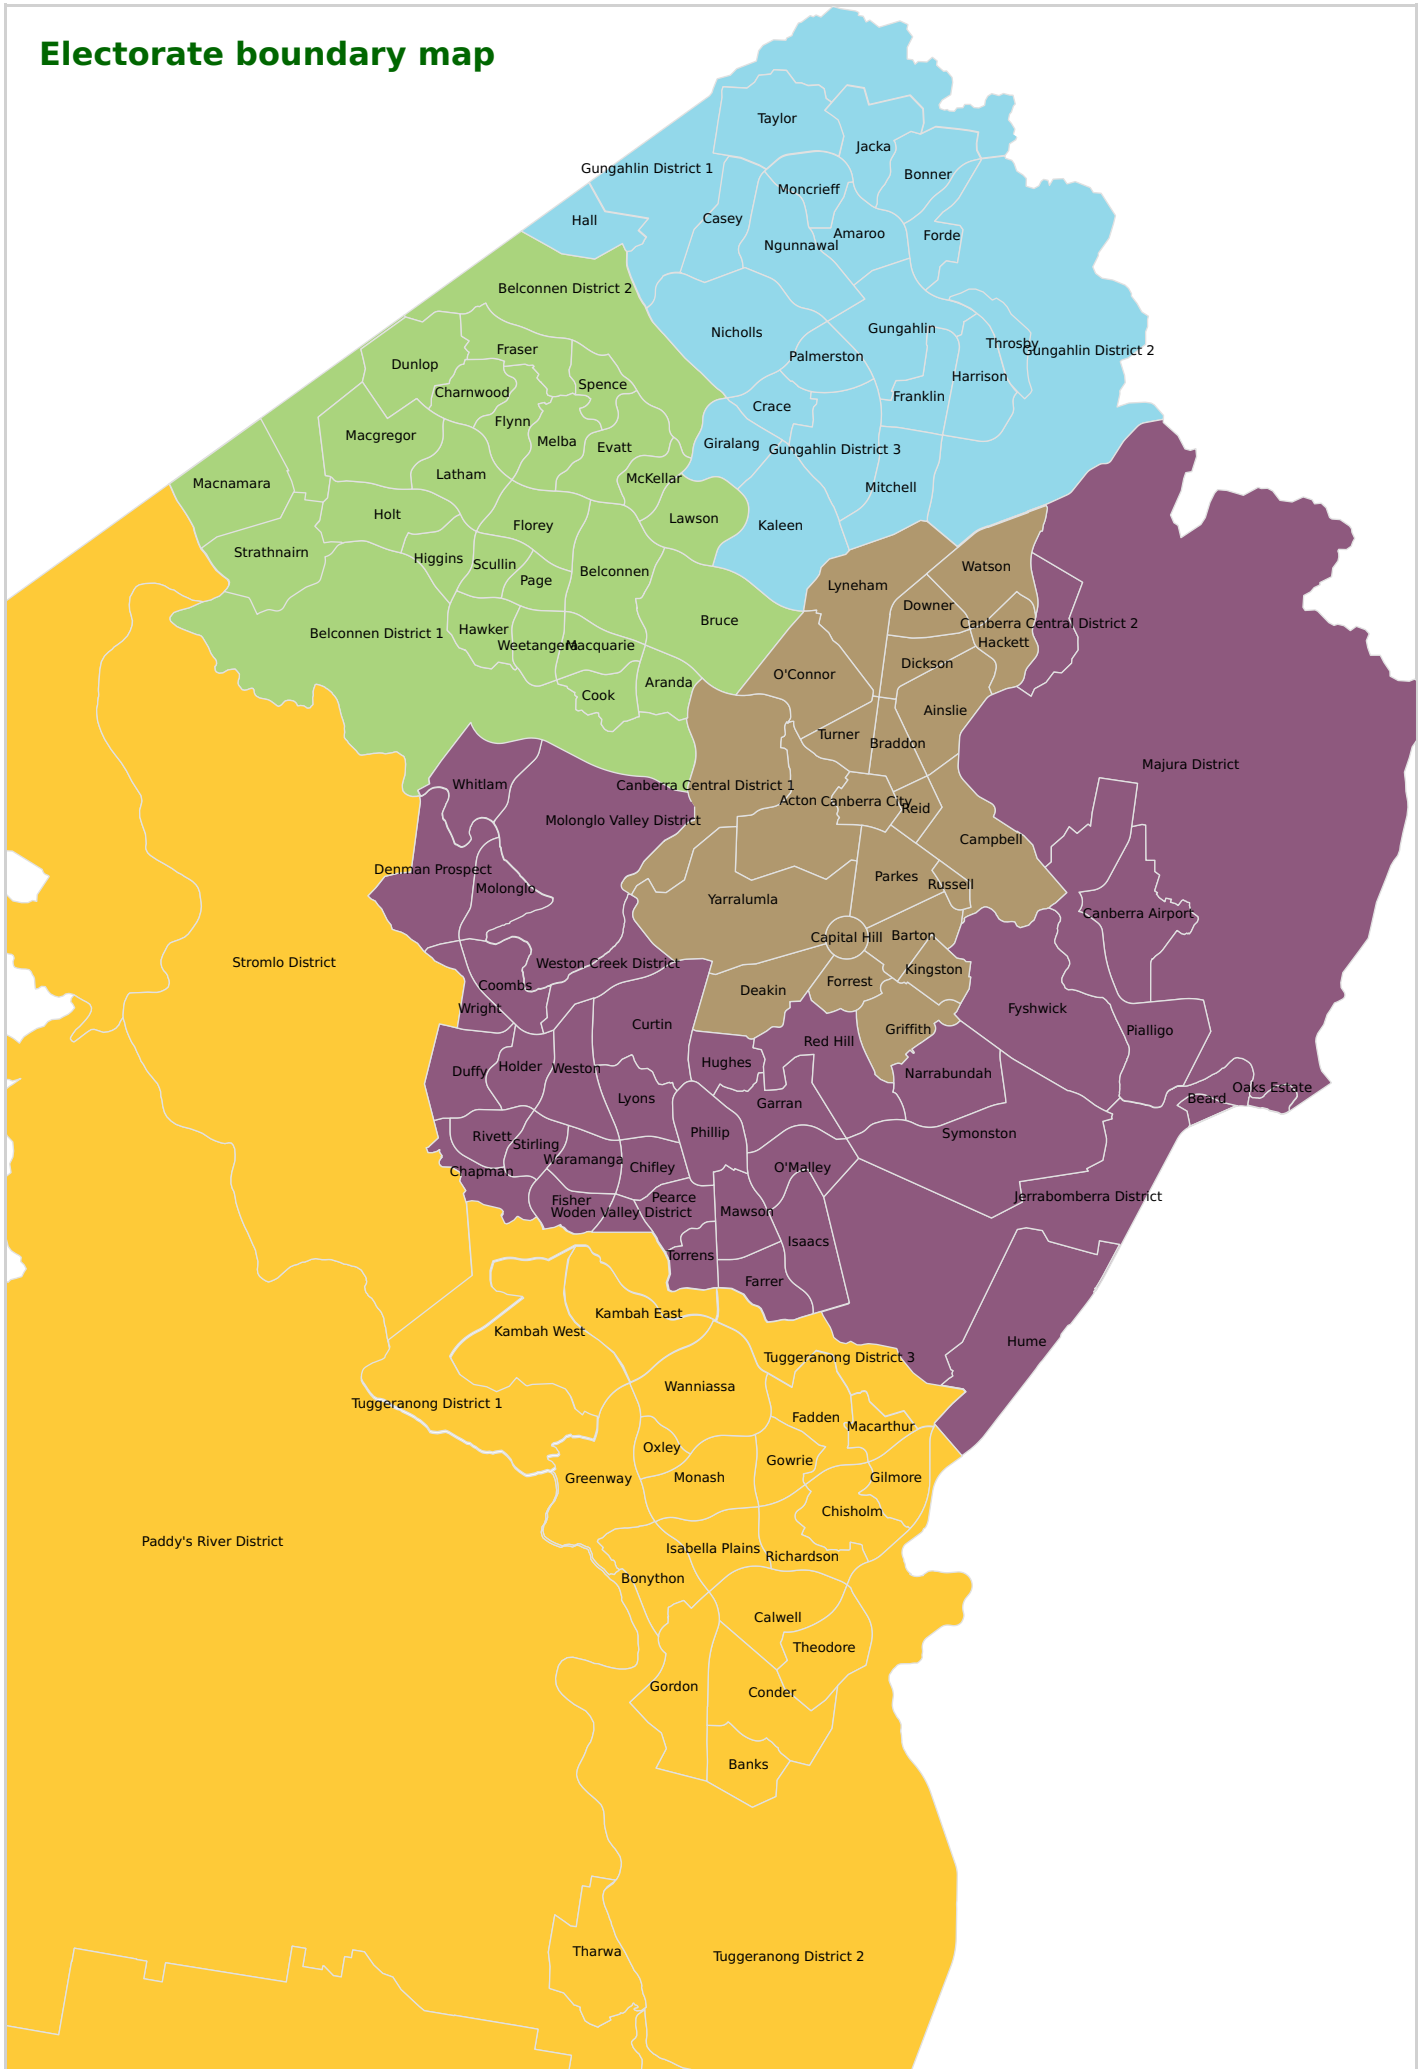 Electorate boundary map
Taylor
Jacka
Gungahlin District 1
Bonner
Moncrieff
Hall
Casey
Amaroo
Forde
Ngunnawal
Belconnen District 2
Gungahlin
Nicholls
Throsby
Fraser
Gungahlin District 2
Palmerston
Dunlop
Harrison
Spence
Charnwood
Franklin
Crace
Flynn
Macgregor
Melba
Giralang
Evatt
Gungahlin District 3
Latham
McKellar
Macnamara
Mitchell
Holt
Lawson
Florey
Kaleen
Strathnairn
Higgins
Scullin
Watson
Belconnen
Page
Lyneham
Downer
Bruce
Canberra Central District 2
Hawker
Belconnen District 1
Hackett
Weetangera
Macquarie
Dickson
O'Connor
Aranda
Cook
Ainslie
Turner
Braddon
Majura District
Whitlam
Canberra Central District 1
Acton
Canberra City
Reid
Molonglo Valley District
Campbell
Denman Prospect
Parkes
Russell
Molonglo
Yarralumla
Canberra Airport
Barton
Capital Hill
Stromlo District
Weston Creek District
Kingston
Forrest
Coombs
Deakin
Wright
Fyshwick
Curtin
Griffith
Pialligo
Red Hill
Hughes
Holder
Weston
Duffy
Narrabundah
Oaks Estate
Lyons
Beard
Garran
Phillip
Symonston
Rivett
Stirling
Waramanga
Chifley
O'Malley
Chapman
Pearce
Jerrabomberra District
Fisher
Woden Valley District
Mawson
Isaacs
Torrens
Farrer
Kambah East
Kambah West
Hume
Tuggeranong District 3
Wanniassa
Tuggeranong District 1
Fadden
Macarthur
Oxley
Gowrie
Monash
Greenway
Gilmore
Chisholm
Paddy's River District
Isabella Plains
Richardson
Bonython
Calwell
Theodore
Gordon
Conder
Banks
Tharwa
Tuggeranong District 2